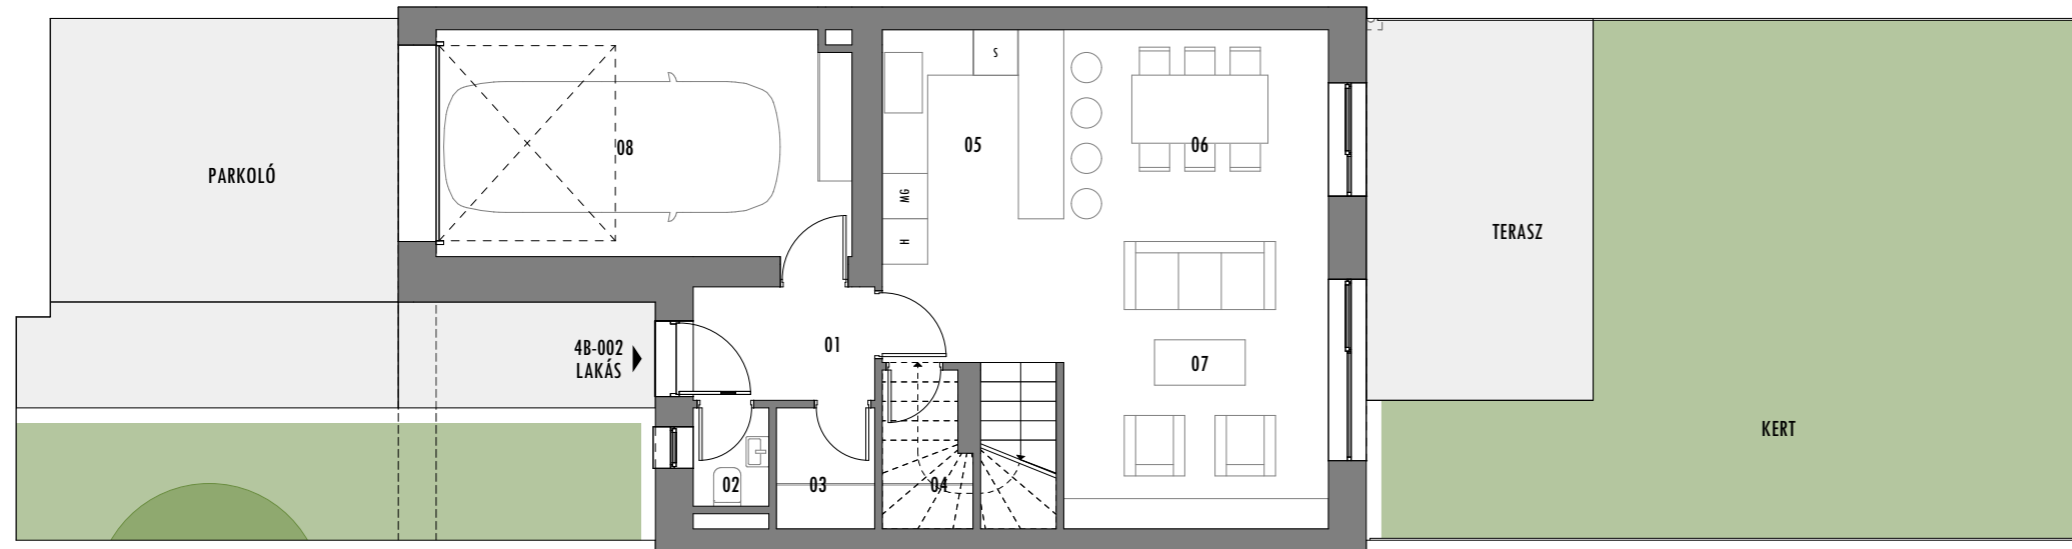 S
08
05
06
PARKOLÓ
MG
TERASZ
H
4B-002
LAKÁS
01
07
KERT
02
03
04